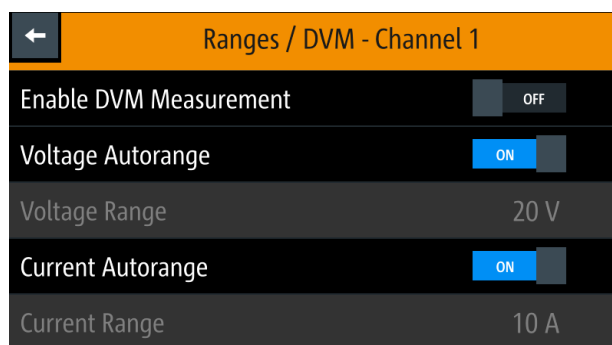 Ranges / DVM - Channel 1
Enable DVM Measurement OFF
Voltage Autorange ON
Voltage Range 20 V
Current Autorange ON
Current Range 10 A